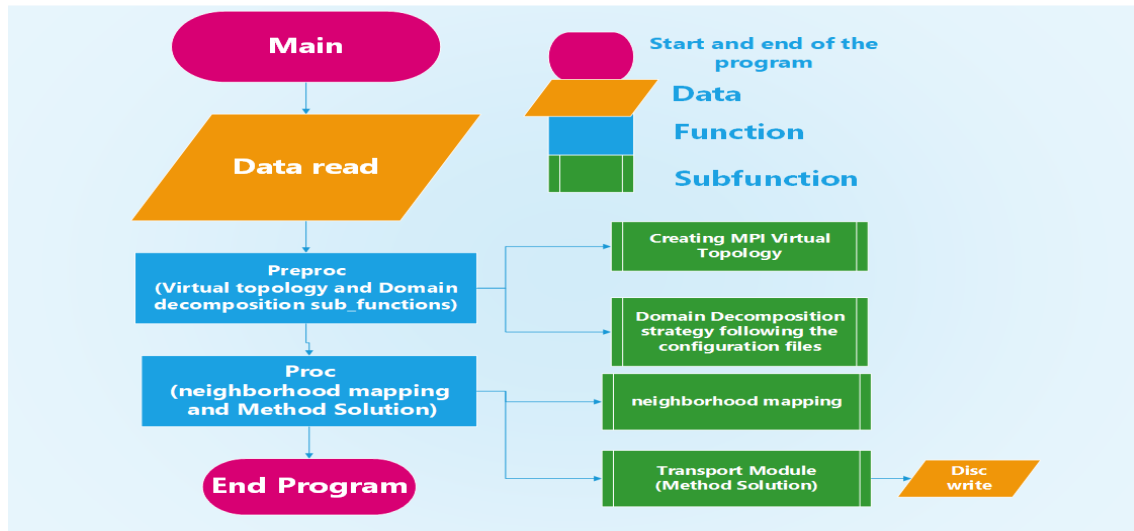 Main
Start and end of the
program
Data
Function
Subfunction
Data read
Preproc
(Virtual topology and Domain
decomposition sub_functions)
Creating MPI Virtual
Topology
Domain Decomposition
strategy following the
configuration files
Proc
(neighborhood mapping
and Method Solution)
neighborhood mapping
Transport Module
(Method Solution)
Disc
write
End Program